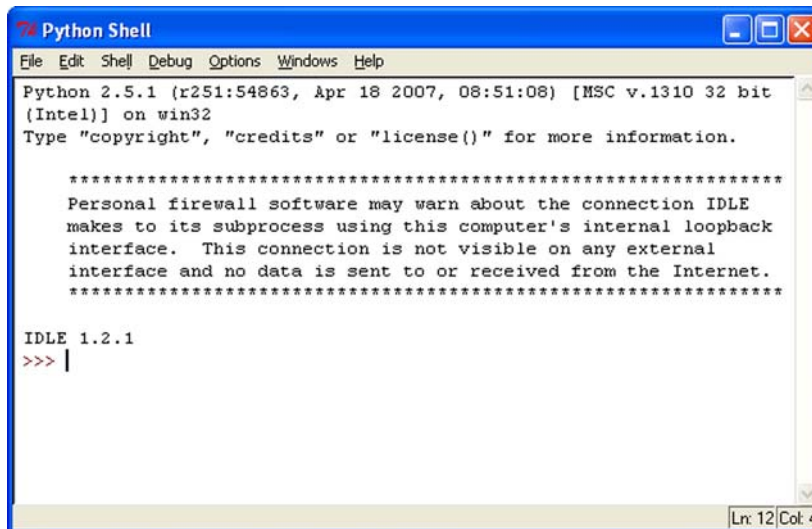 Python Shell
File Edit Shell Debug Options Windows Help
Python 2.5.1 (r251:54863, Apr 18 2007, 08:51:08) [MSC v.1310 32 bit
(Intel)] on win32
Type "copyright", "credits" or "license()" for more information.
****************************************************************
Personal firewall software may warn about the connection IDLE
makes to its subprocess using this computer's internal loopback
interface.  This connection is not visible on any external
interface and no data is sent to or received from the Internet.
****************************************************************
IDLE 1.2.1
>>>
Ln: 12 Col: 4